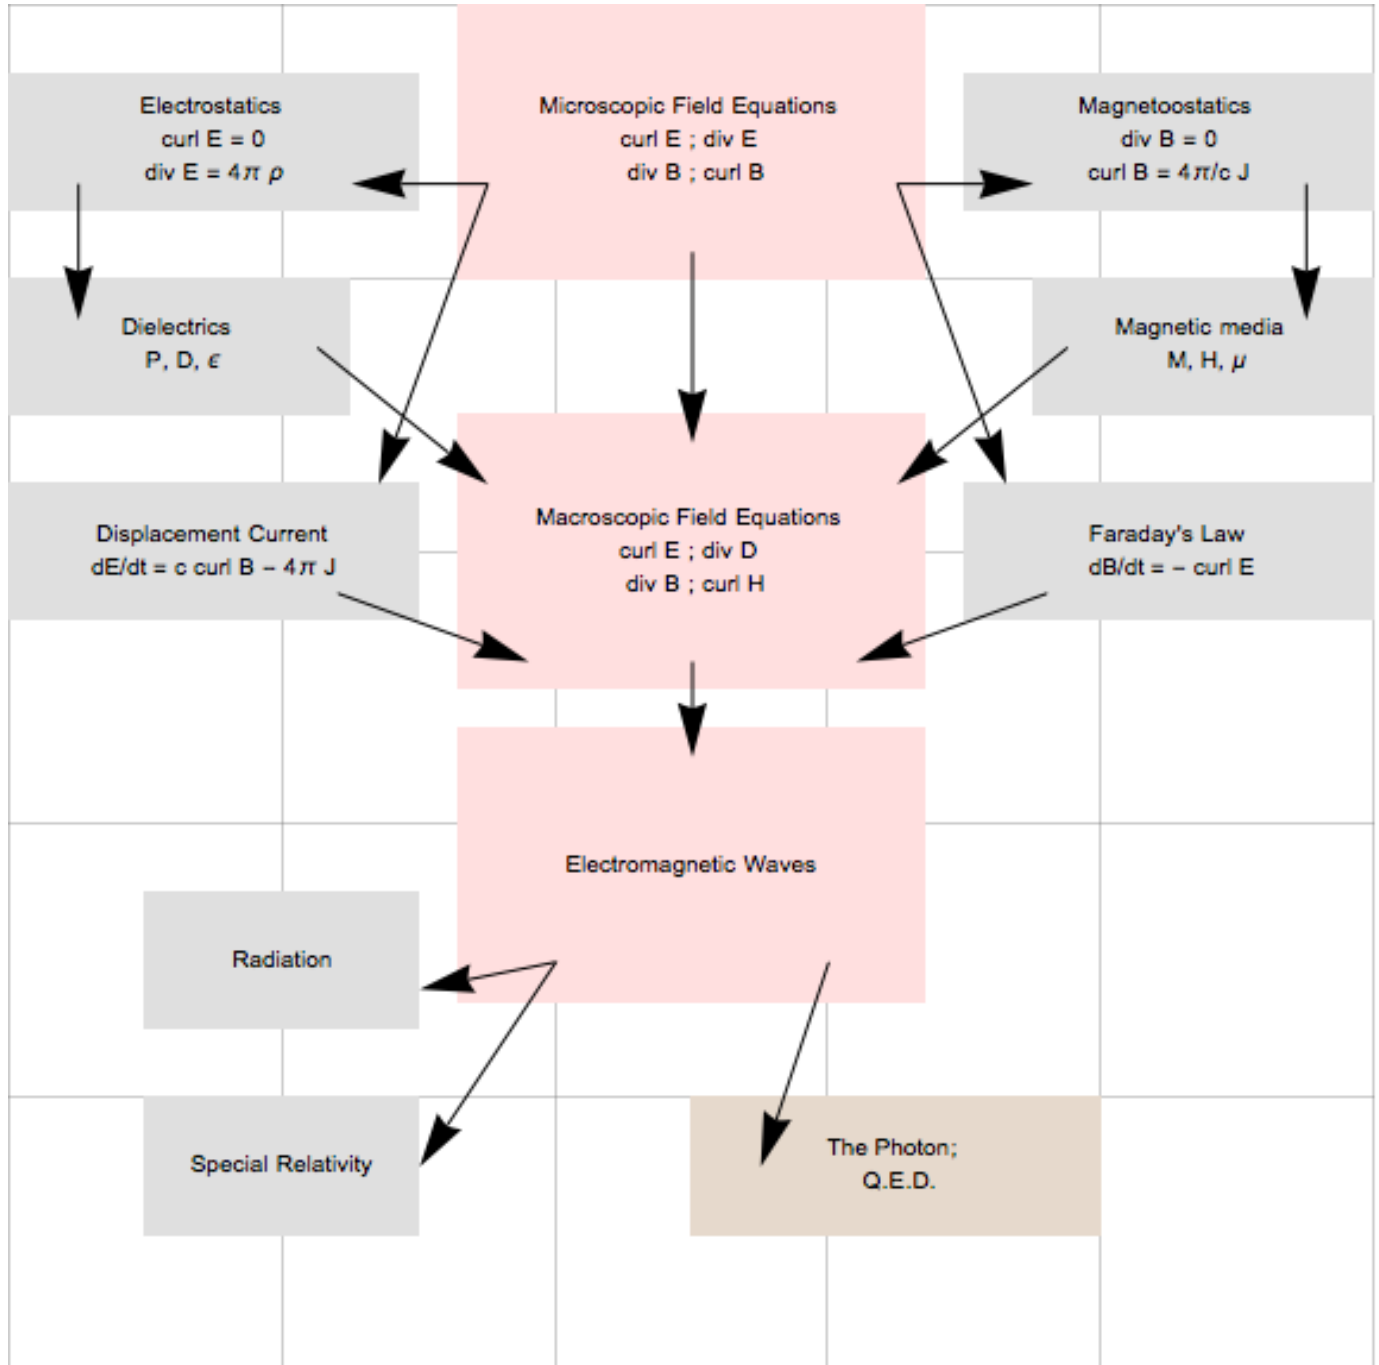 Electrostatics
curl E = 0
div E = 4π ρ
Microscopic Field Equations
curl E ; div E
div B ; curl B
Magnetoostatics
div B = 0
curl B = 4π/c J
Dielectrics
P, D, ϵ
Magnetic media
M, H, μ
Displacement Current
dE/dt = c curl B − 4π J
Macroscopic Field Equations
curl E ; div D
div B ; curl H
Faraday's Law
dB/dt = − curl E
Electromagnetic Waves
Radiation
Special Relativity
The Photon;
Q.E.D.